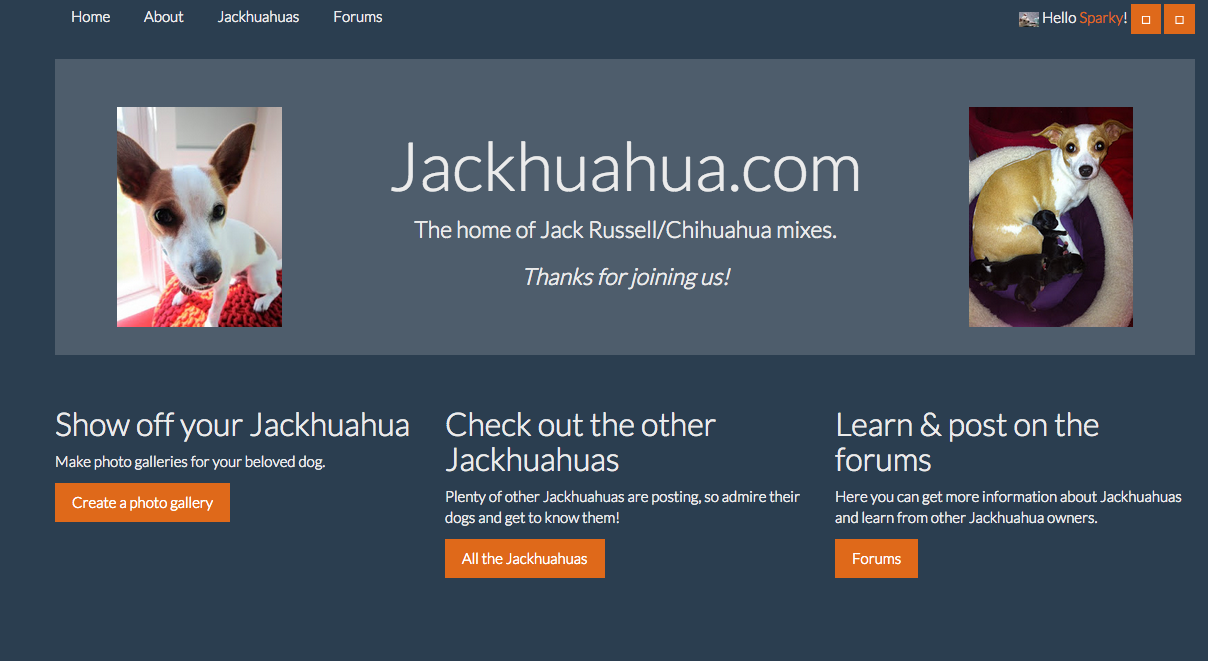 Home About Jackhuahuas Forums
Hello Sparky!
Jackhuahua.com
The home of Jack Russell/Chihuahua mixes.
Thanks for joining us!
Show off your Jackhuahua
Make photo galleries for your beloved dog.
Create a photo gallery
Check out the other
Jackhuahuas
Plenty of other Jackhuahuas are posting, so admire their
dogs and get to know them!
All the Jackhuahuas
Learn & post on the
forums
Here you can get more information about Jackhuahuas
and learn from other Jackhuahua owners.
Forums